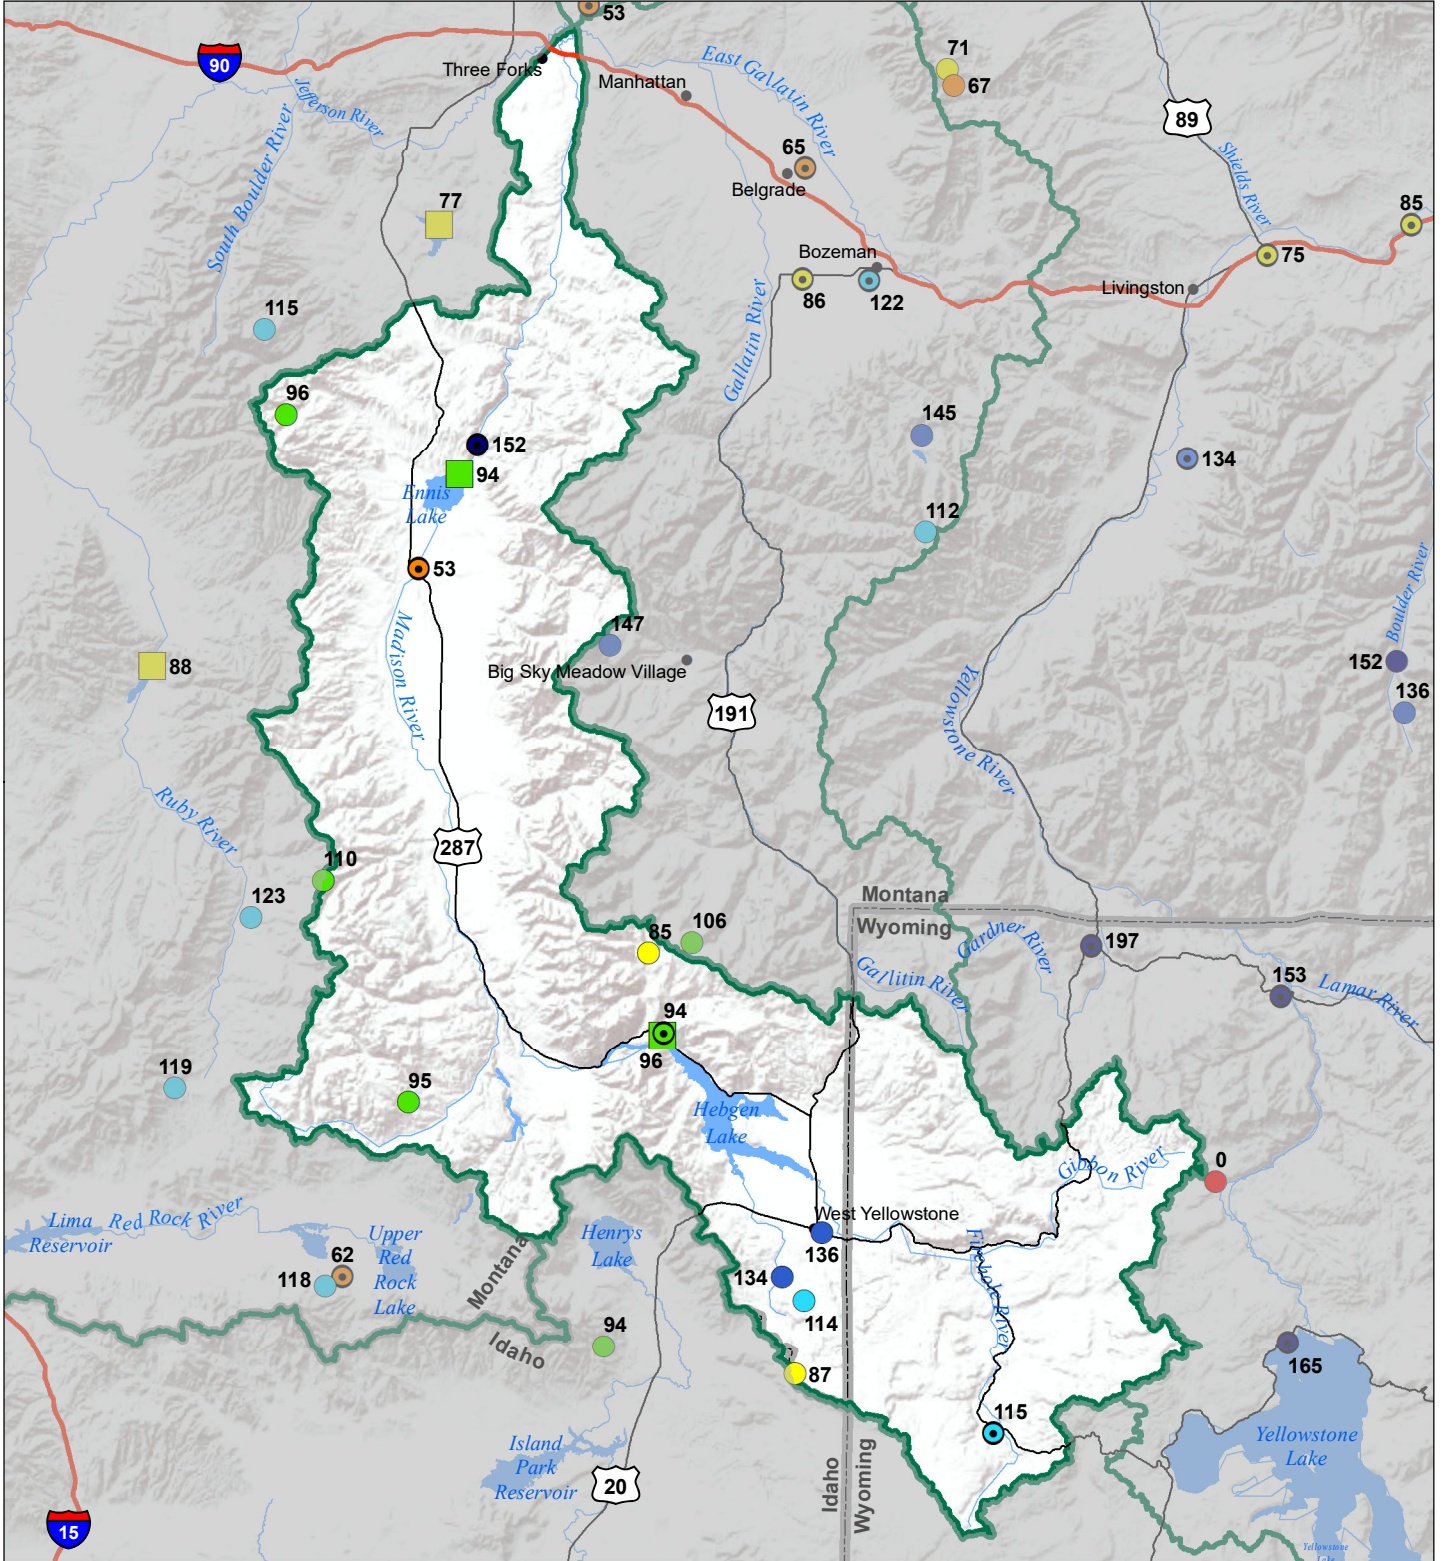 53
90
Three Forks
Jefferson River
South Boulder River
Manhattan
East Gallatin River
71
67
89
Shields River
65
Belgrade
77
85
75
Bozeman
86
122
Livingston
Gallatin River
115
96
152
94
Ennis
Lake
145
134
112
53
Madison River
147
Big Sky Meadow Village
88
191
Boulder River
152
136
Yellowstone River
Ruby River
287
110
123
Montana
Wyoming
85
106
Gallitin River
Gardner River
197
153
Lamar River
94
96
119
95
Hebgen
Lake
Gibbon River
0
Lima
Reservoir
Red Rock River
Upper
Red
Rock
Lake
62
118
Montana
Idaho
Henrys
Lake
West Yellowstone
136
134
114
Firehole River
94
87
165
115
Yellowstone
Lake
Island
Park
Reservoir
20
Idaho
Wyoming
15
Yellowstone
Lake